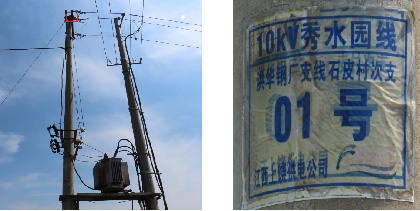 10kV秀水园线
洪华钢厂支线石皮村次支
01号
江西上饶供电公司